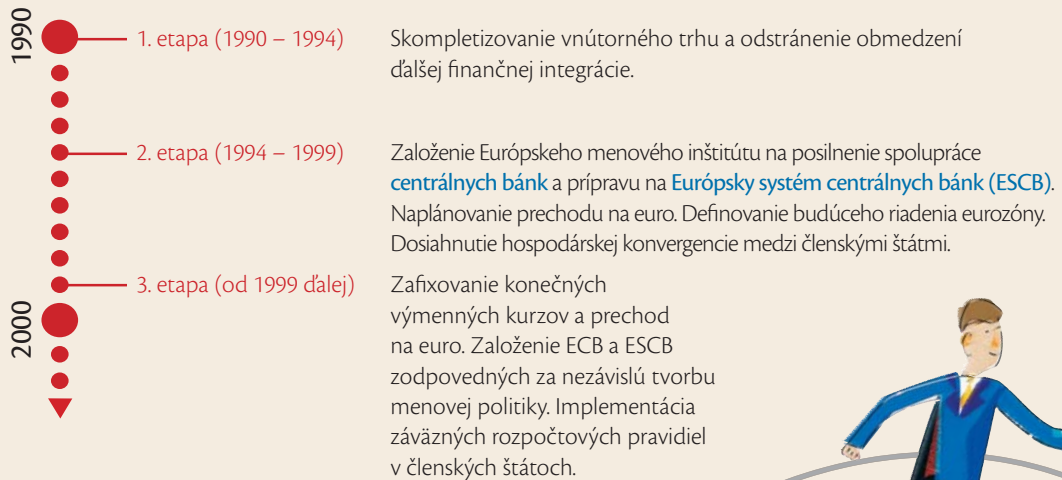 1990
1. etapa (1990 – 1994)
Skompletizovanie vnútorného trhu a odstránenie obmedzení
ďalšej finančnej integrácie.
2. etapa (1994 – 1999)
Založenie Európskeho menového inštitútu na posilnenie spolupráce
centrálnych bánk a prípravu na Európsky systém centrálnych bánk (ESCB).
Naplánovanie prechodu na euro. Definovanie budúceho riadenia eurozóny.
Dosiahnutie hospodárskej konvergencie medzi členskými štátmi.
3. etapa (od 1999 ďalej)
Zafixovanie konečných
výmenných kurzov a prechod
na euro. Založenie ECB a ESCB
zodpovedných za nezávislú tvorbu
menovej politiky. Implementácia
záväzných rozpočtových pravidiel
v členských štátoch.
2000